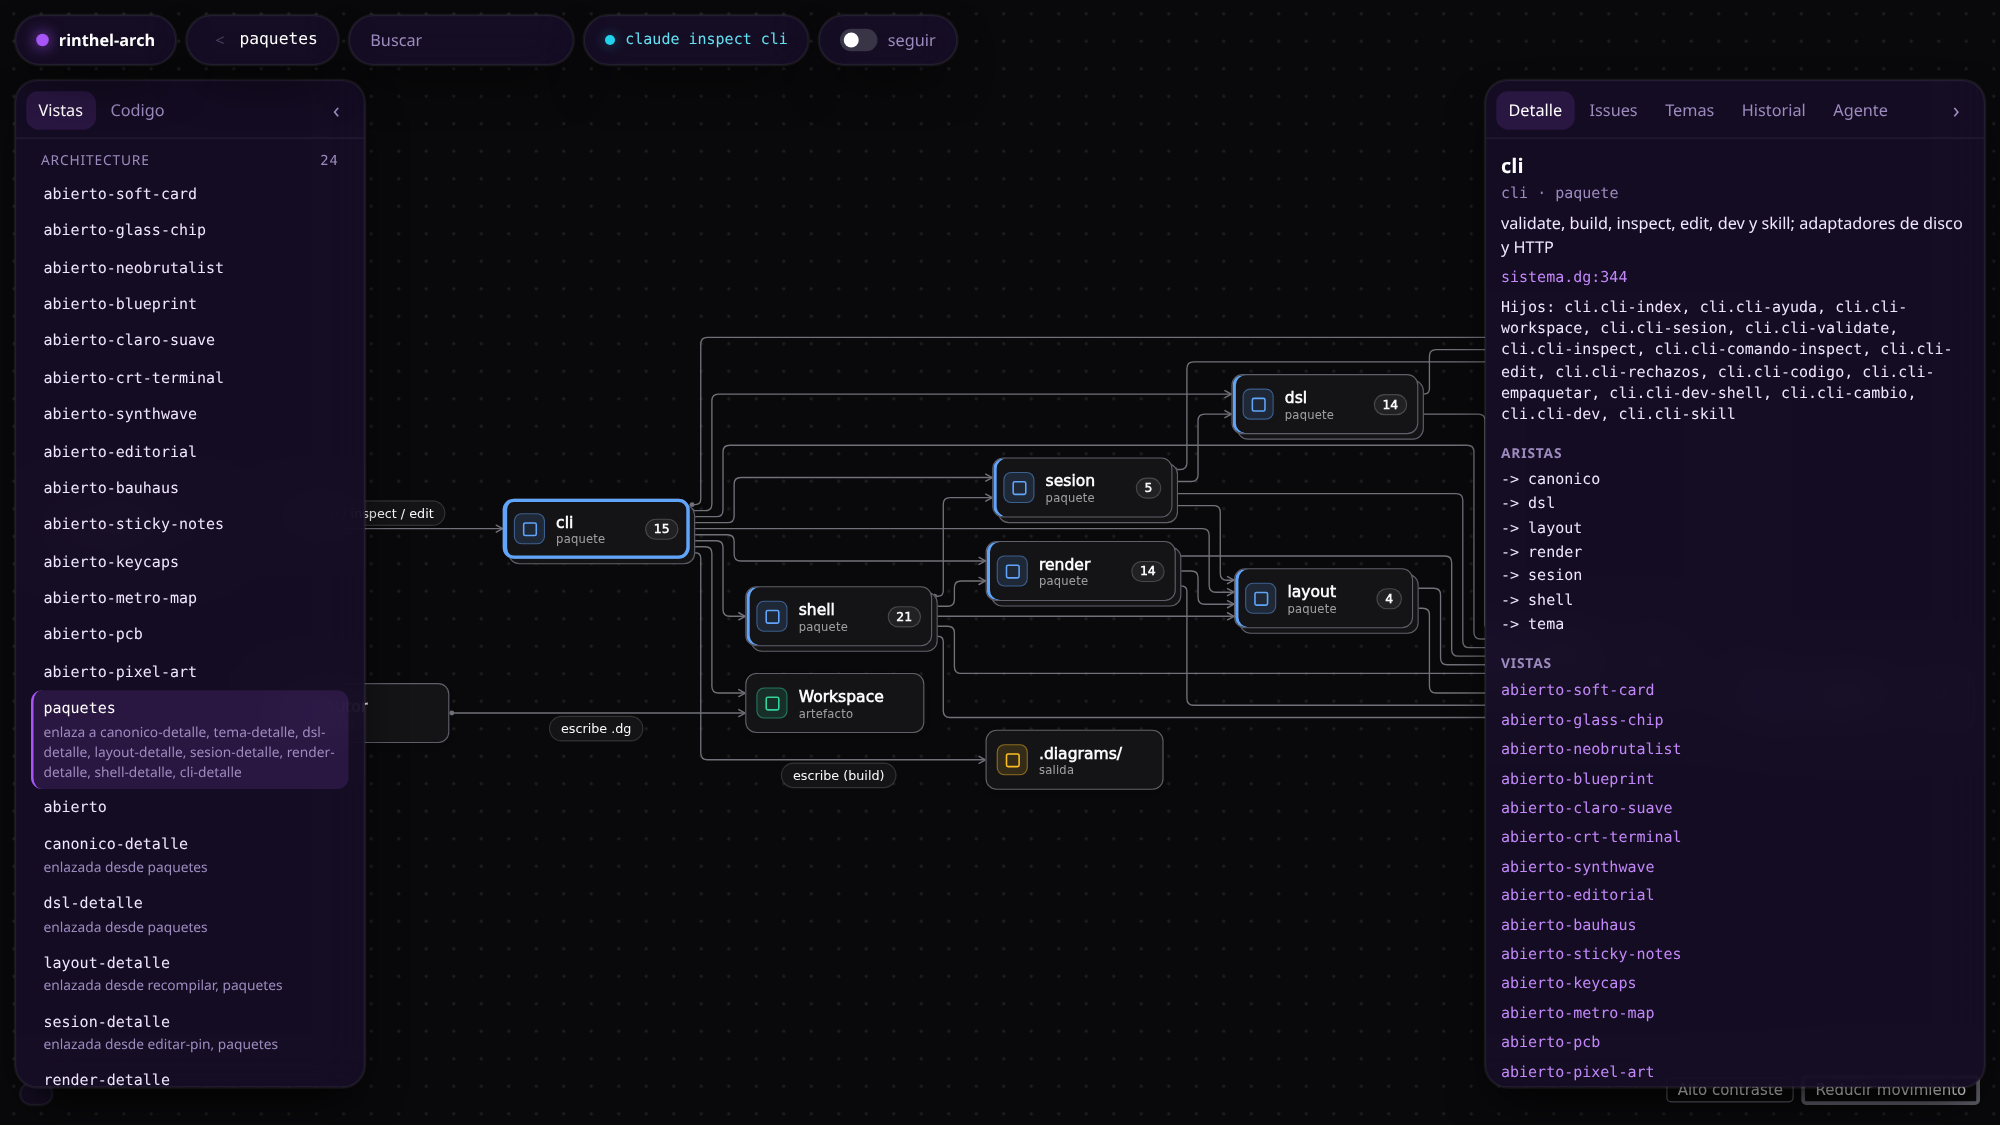 rinthel-arch
< paquetes
Buscar
claude inspect cli
seguir
Vistas
Codigo
‹
ARCHITECTURE 24
abierto-soft-card
abierto-glass-chip
abierto-neobrutalist
abierto-blueprint
abierto-claro-suave
abierto-crt-terminal
abierto-synthwave
abierto-editorial
abierto-bauhaus
abierto-sticky-notes
abierto-keycaps
abierto-metro-map
abierto-pcb
abierto-pixel-art
paquetes
enlaza a canonico-detalle, tema-detalle, dsl-
detalle, layout-detalle, sesion-detalle, render-
detalle, shell-detalle, cli-detalle
abierto
canonico-detalle
enlazada desde paquetes
dsl-detalle
enlazada desde paquetes
layout-detalle
enlazada desde recompilar, paquetes
sesion-detalle
enlazada desde editar-pin, paquetes
render-detalle
inspect / edit
cli
paquete
15
shell
paquete
21
Workspace
artefacto
escribe .dg
escribe (build)
.diagrams/
salida
sesion
paquete
5
render
paquete
14
dsl
paquete
14
layout
paquete
4
Detalle
Issues
Temas
Historial
Agente
›
cli
cli · paquete
validate, build, inspect, edit, dev y skill; adaptadores de disco
y HTTP
sistema.dg:344
Hijos: cli.cli-index, cli.cli-ayuda, cli.cli-
workspace, cli.cli-sesion, cli.cli-validate,
cli.cli-inspect, cli.cli-comando-inspect, cli.cli-
edit, cli.cli-rechazos, cli.cli-codigo, cli.cli-
empaquetar, cli.cli-dev-shell, cli.cli-cambio,
cli.cli-dev, cli.cli-skill
ARISTAS
-> canonico
-> dsl
-> layout
-> render
-> sesion
-> shell
-> tema
VISTAS
abierto-soft-card
abierto-glass-chip
abierto-neobrutalist
abierto-blueprint
abierto-claro-suave
abierto-crt-terminal
abierto-synthwave
abierto-editorial
abierto-bauhaus
abierto-sticky-notes
abierto-keycaps
abierto-metro-map
abierto-pcb
abierto-pixel-art
Alto contraste
Reducir movimiento